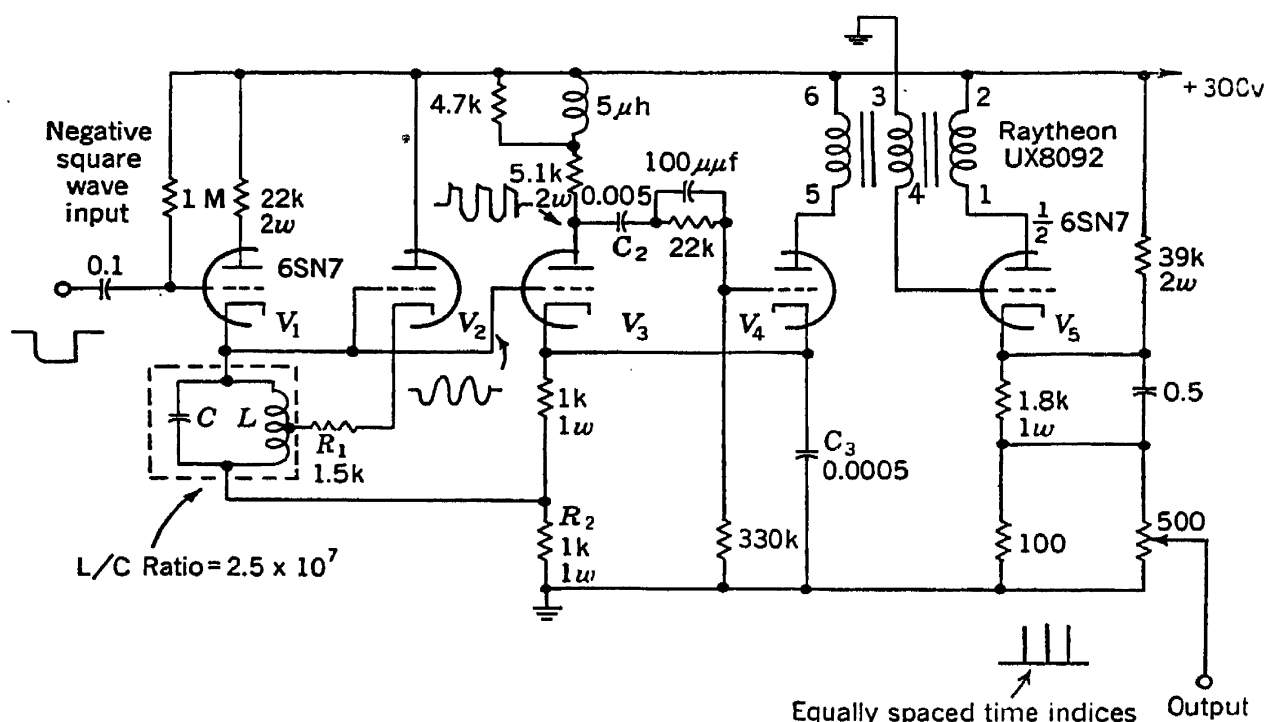 Negative
square
wave
input
0.1
1 M
22k
2w
6SN7
V1
V2
4.7k
5μh
5.1k
2w
0.005
C2
100μμf
22k
V3
V4
6
3
2
5
4
1
+ 300v
Raytheon
UX8092
1/2 6SN7
V5
39k
2w
C
L
R1
1.5k
1k
1w
C3
0.0005
1.8k
1w
0.5
R2
1k
1w
330k
100
500
L/C Ratio = 2.5 x 10^7
Equally spaced time indices
Output